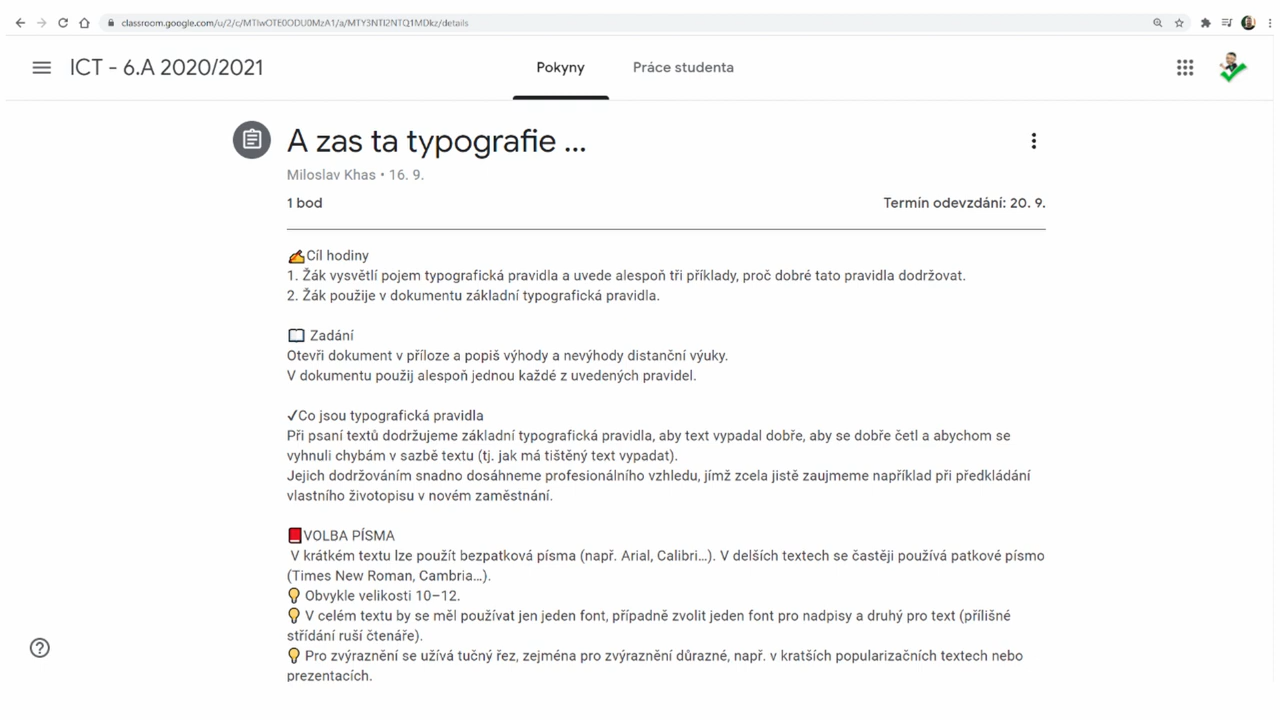 classroom.google.com/u/2/c/MTIwOTE0ODU0MzA1/a/MTY3NTI2NTQ1MDkz/details
ICT - 6.A 2020/2021
Pokyny
Práce studenta
A zas ta typografie ...
Miloslav Khas • 16. 9.
1 bod
Termín odevzdání: 20. 9.
✍Cíl hodiny
1. Žák vysvětlí pojem typografická pravidla a uvede alespoň tři příklady, proč dobré tato pravidla dodržovat.
2. Žák použije v dokumentu základní typografická pravidla.
📖 Zadání
Otevři dokument v příloze a popiš výhody a nevýhody distanční výuky.
V dokumentu použij alespoň jednou každé z uvedených pravidel.
✓Co jsou typografická pravidla
Při psaní textů dodržujeme základní typografická pravidla, aby text vypadal dobře, aby se dobře četl a abychom se
vyhnuli chybám v sazbě textu (tj. jak má tištěný text vypadat).
Jejich dodržováním snadno dosáhneme profesionálního vzhledu, jímž zcela jistě zaujmeme například při předkládání
vlastního životopisu v novém zaměstnání.
📕VOLBA PÍSMA
V krátkém textu lze použít bezpatková písma (např. Arial, Calibri…). V delších textech se častěji používá patkové písmo
(Times New Roman, Cambria…).
💡 Obvykle velikosti 10–12.
💡 V celém textu by se měl používat jen jeden font, případně zvolit jeden font pro nadpisy a druhý pro text (přílišné
střídání ruší čtenáře).
💡 Pro zvýraznění se užívá tučný řez, zejména pro zvýraznění důrazné, např. v kratších popularizačních textech nebo
prezentacích.